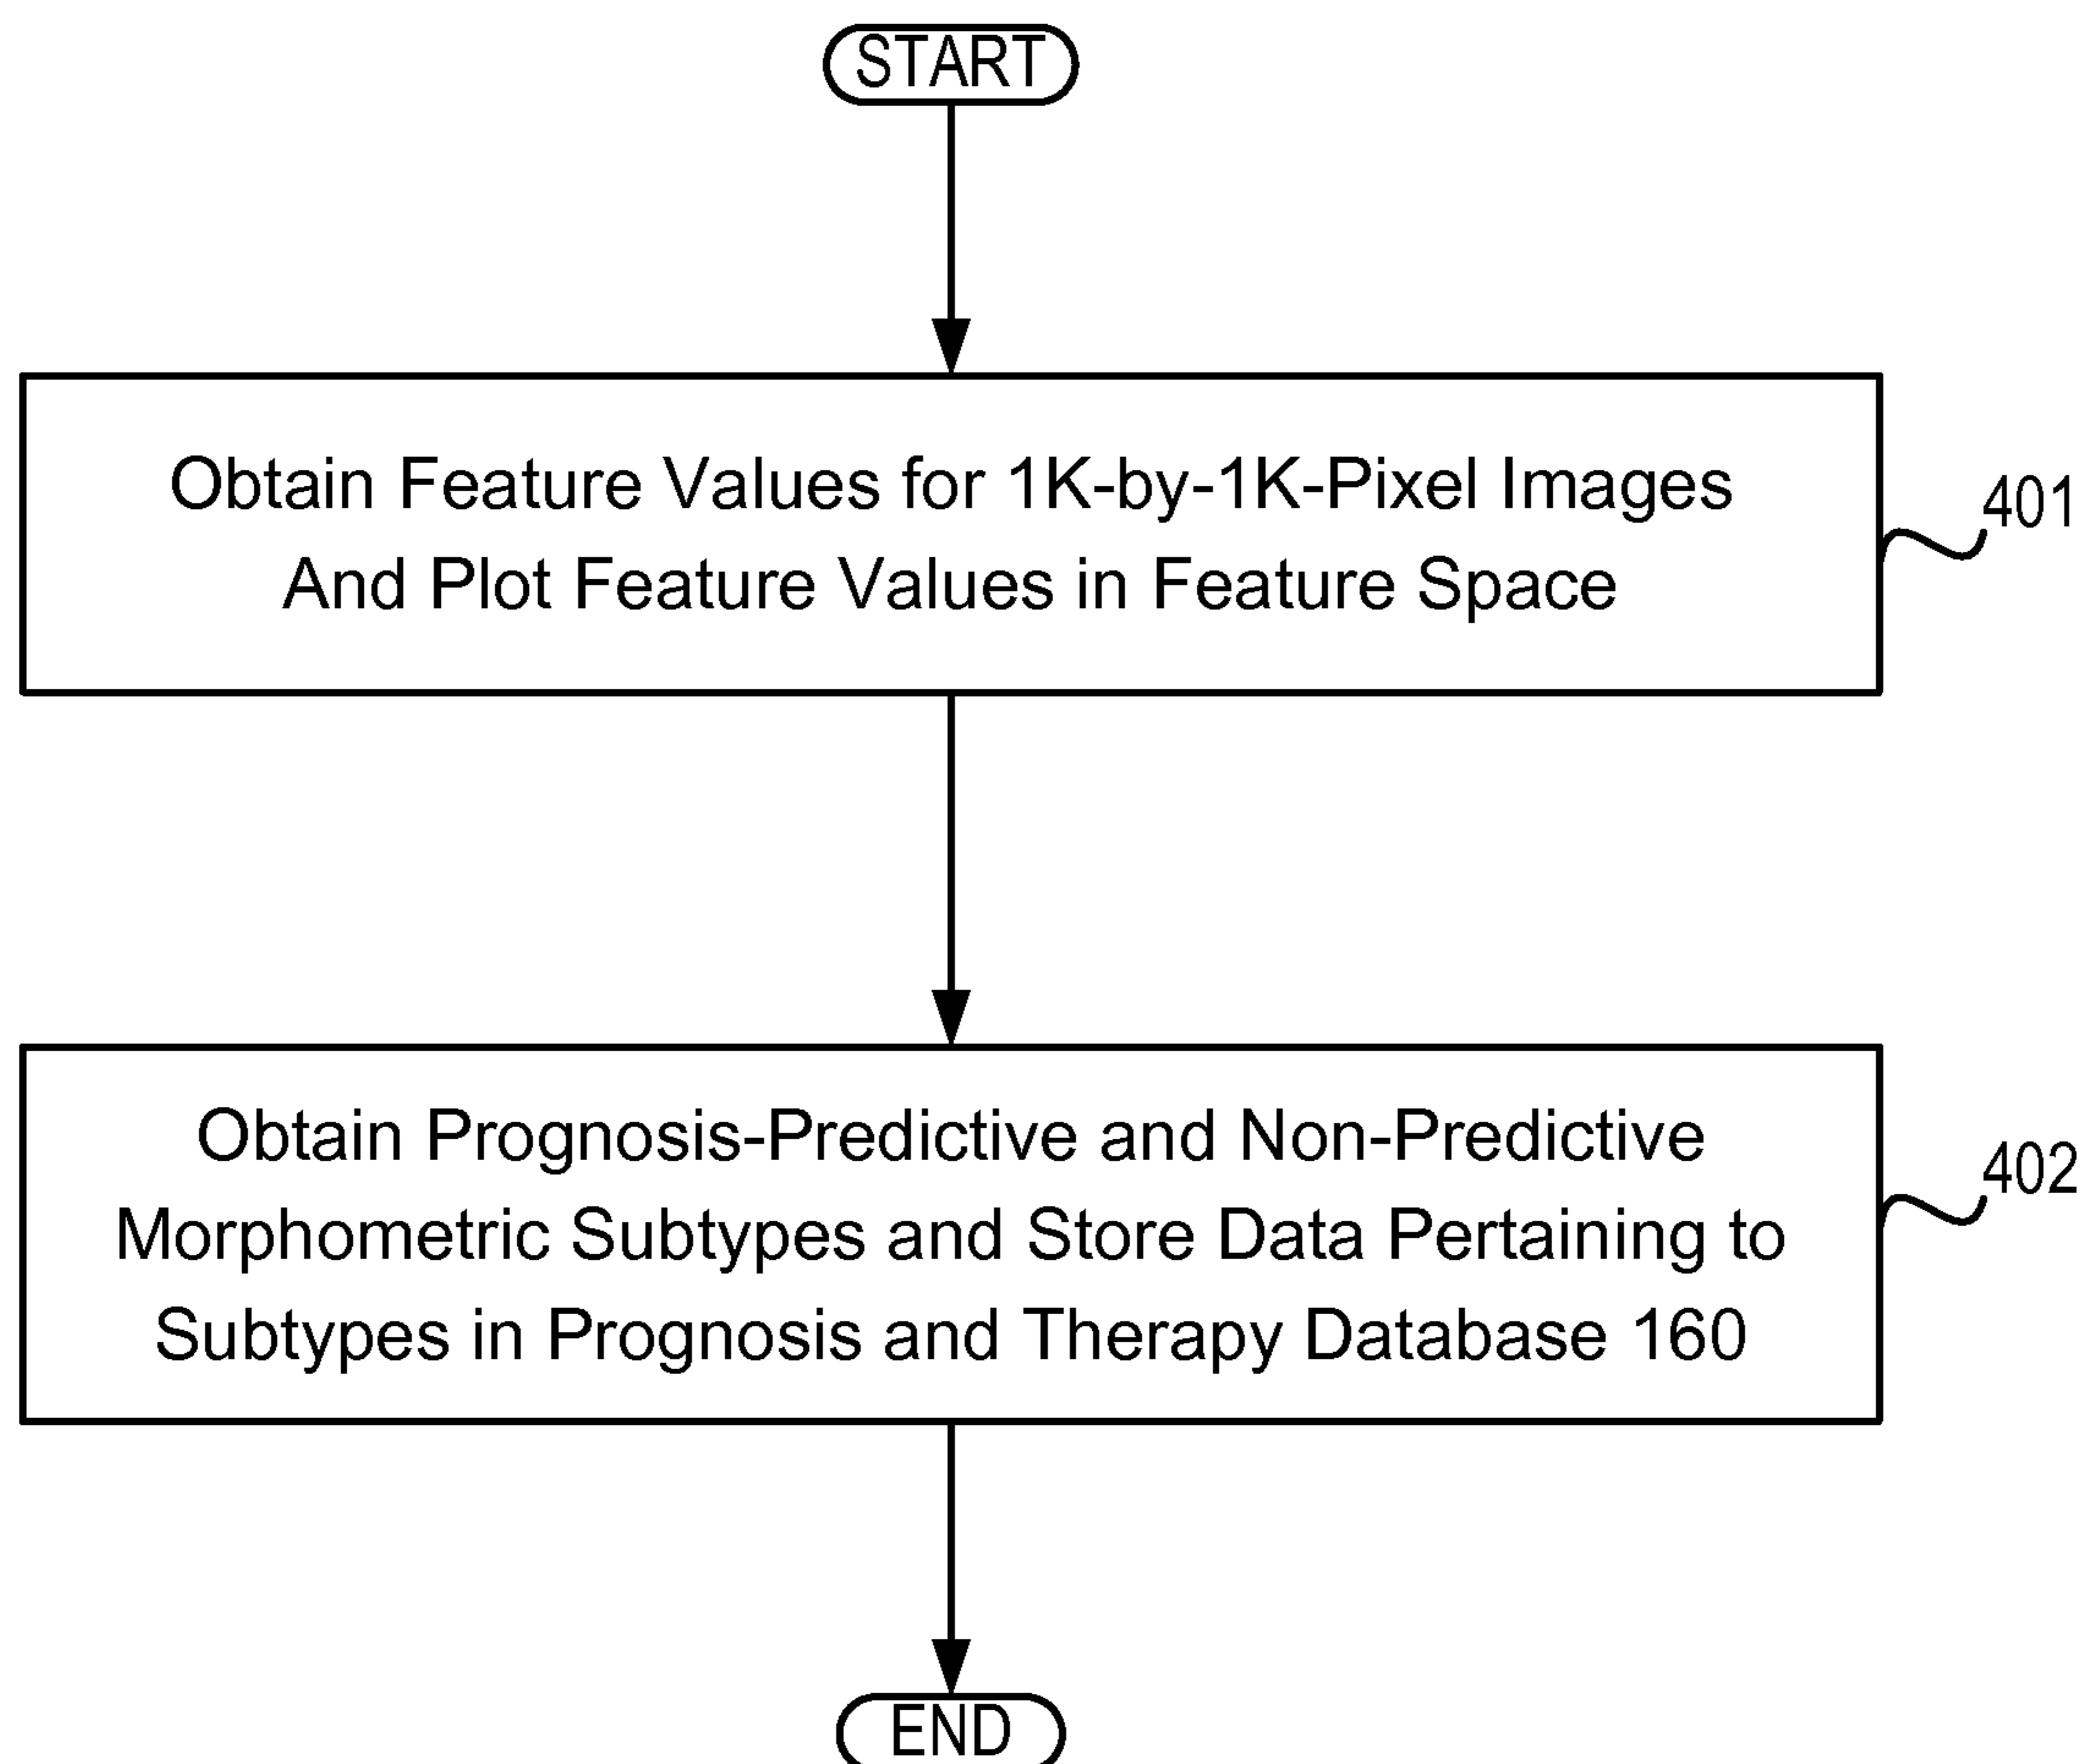 START
Obtain Feature Values for 1K-by-1K-Pixel Images
And Plot Feature Values in Feature Space
401
Obtain Prognosis-Predictive and Non-Predictive
Morphometric Subtypes and Store Data Pertaining to
Subtypes in Prognosis and Therapy Database 160
402
END